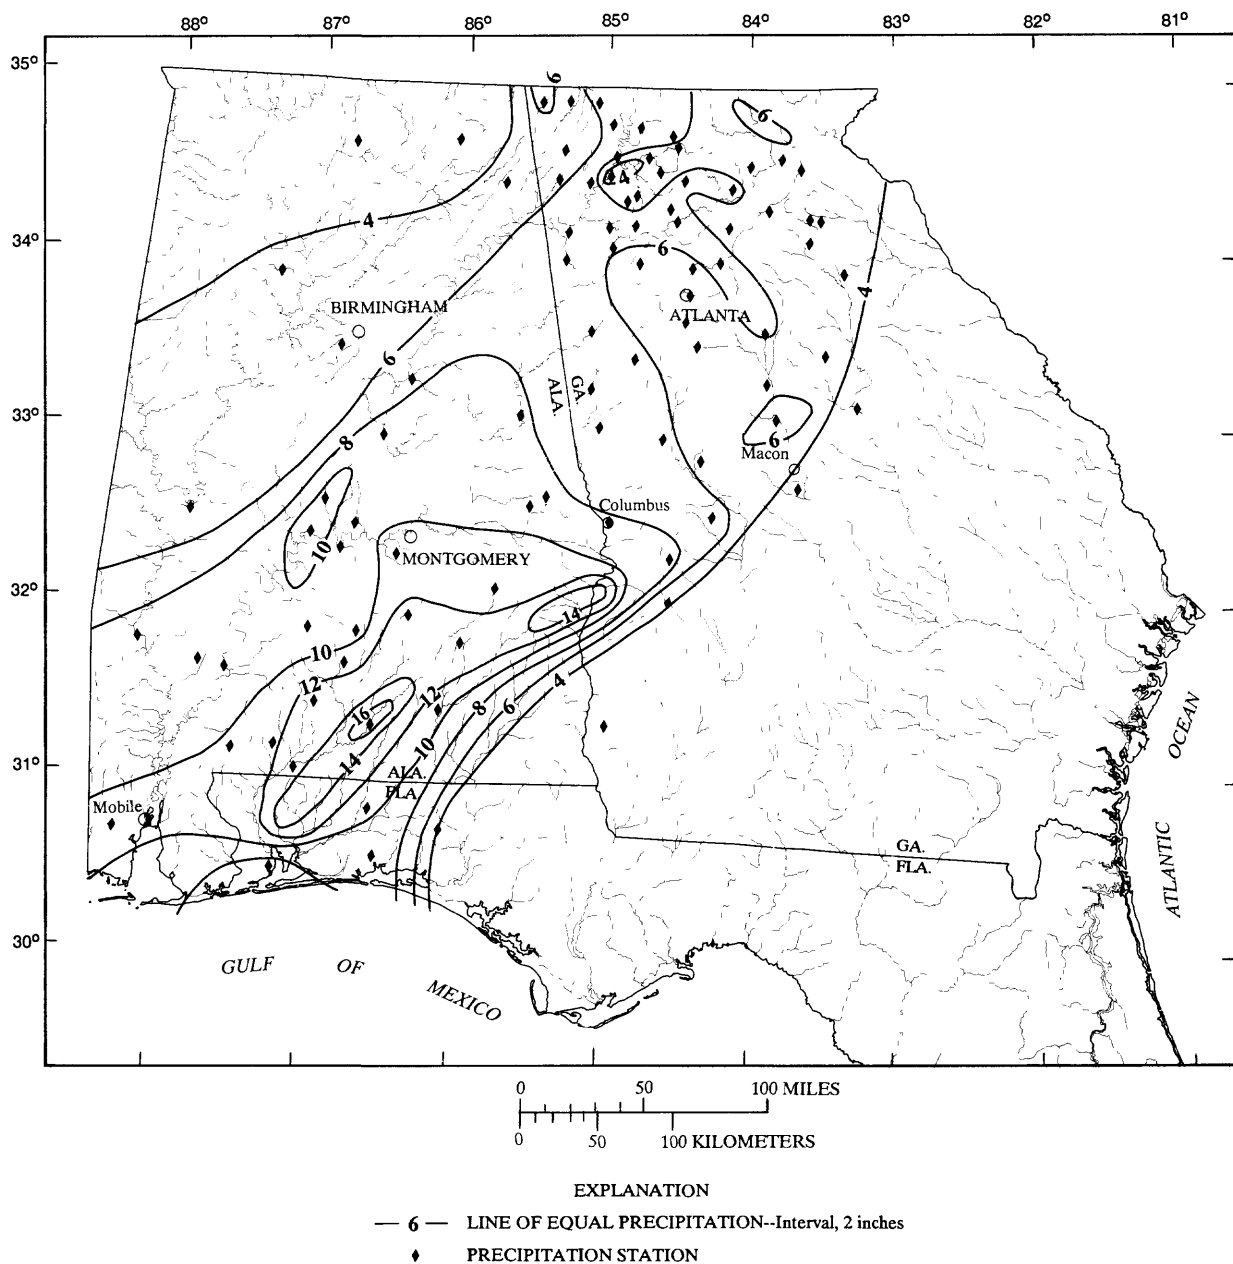 88° 87° 86° 85° 84° 83° 82° 81°
35°
34°
33°
32°
31°
30°
6
6
4
4
6
BIRMINGHAM
ATLANTA
4
6
GA.
ALA.
8
6
Macon
Columbus
10
MONTGOMERY
14
10
12
12
4
16
8
6
10
14
ALA.
FLA.
Mobile
GA.
FLA.
OCEAN
ATLANTIC
GULF OF MEXICO
0 50 100 MILES
0 50 100 KILOMETERS
EXPLANATION
— 6 — LINE OF EQUAL PRECIPITATION--Interval, 2 inches
PRECIPITATION STATION